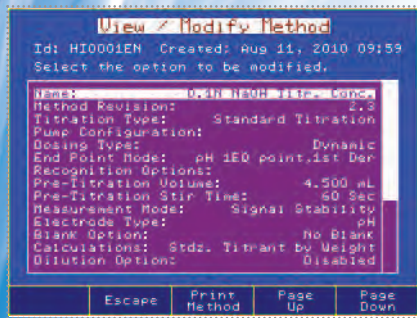 View / Modify Method
Id: HI0001EN Created: Aug 11, 2010 09:59
Select the option to be modified.
Name: 0.1N NaOH Titr. Conc.
Method Revision: 2.3
Titration Type: Standard Titration
Pump Configuration:
Dosing Type: Dynamic
End Point Mode: pH 1EQ point,1st Der
Recognition Options:
Pre-Titration Volume: 4.500 mL
Pre-Titration Stir Time: 60 Sec
Measurement Mode: Signal Stability
Electrode Type: pH
Blank Option: No Blank
Calculations: Stdz. Titrant by Weight
Dilution Option: Disabled
Escape Print Method Page Up Page Down